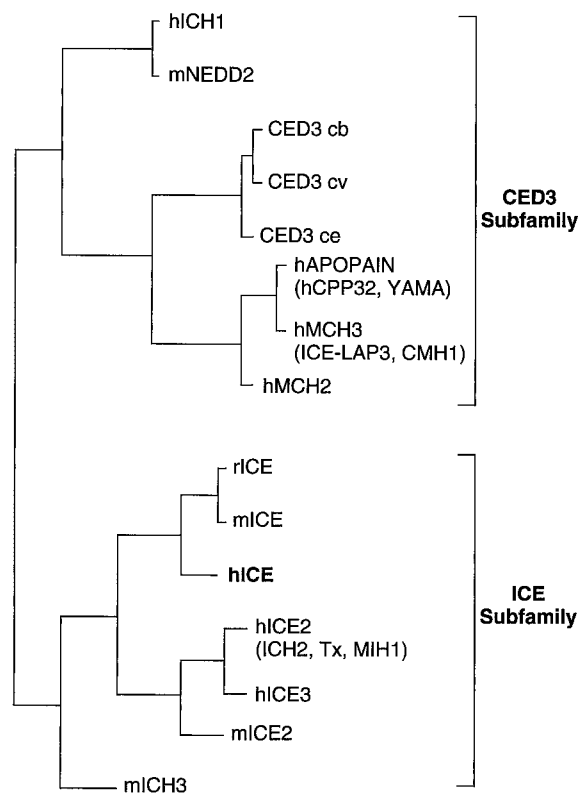 hICH1
mNEDD2
CED3 cb
CED3 cv
CED3 ce
hAPOPAIN
(hCPP32, YAMA)
hMCH3
(ICE-LAP3, CMH1)
hMCH2
CED3
Subfamily
rICE
mICE
hICE
hICE2
(ICH2, Tx, MIH1)
hICE3
mICE2
mICH3
ICE
Subfamily